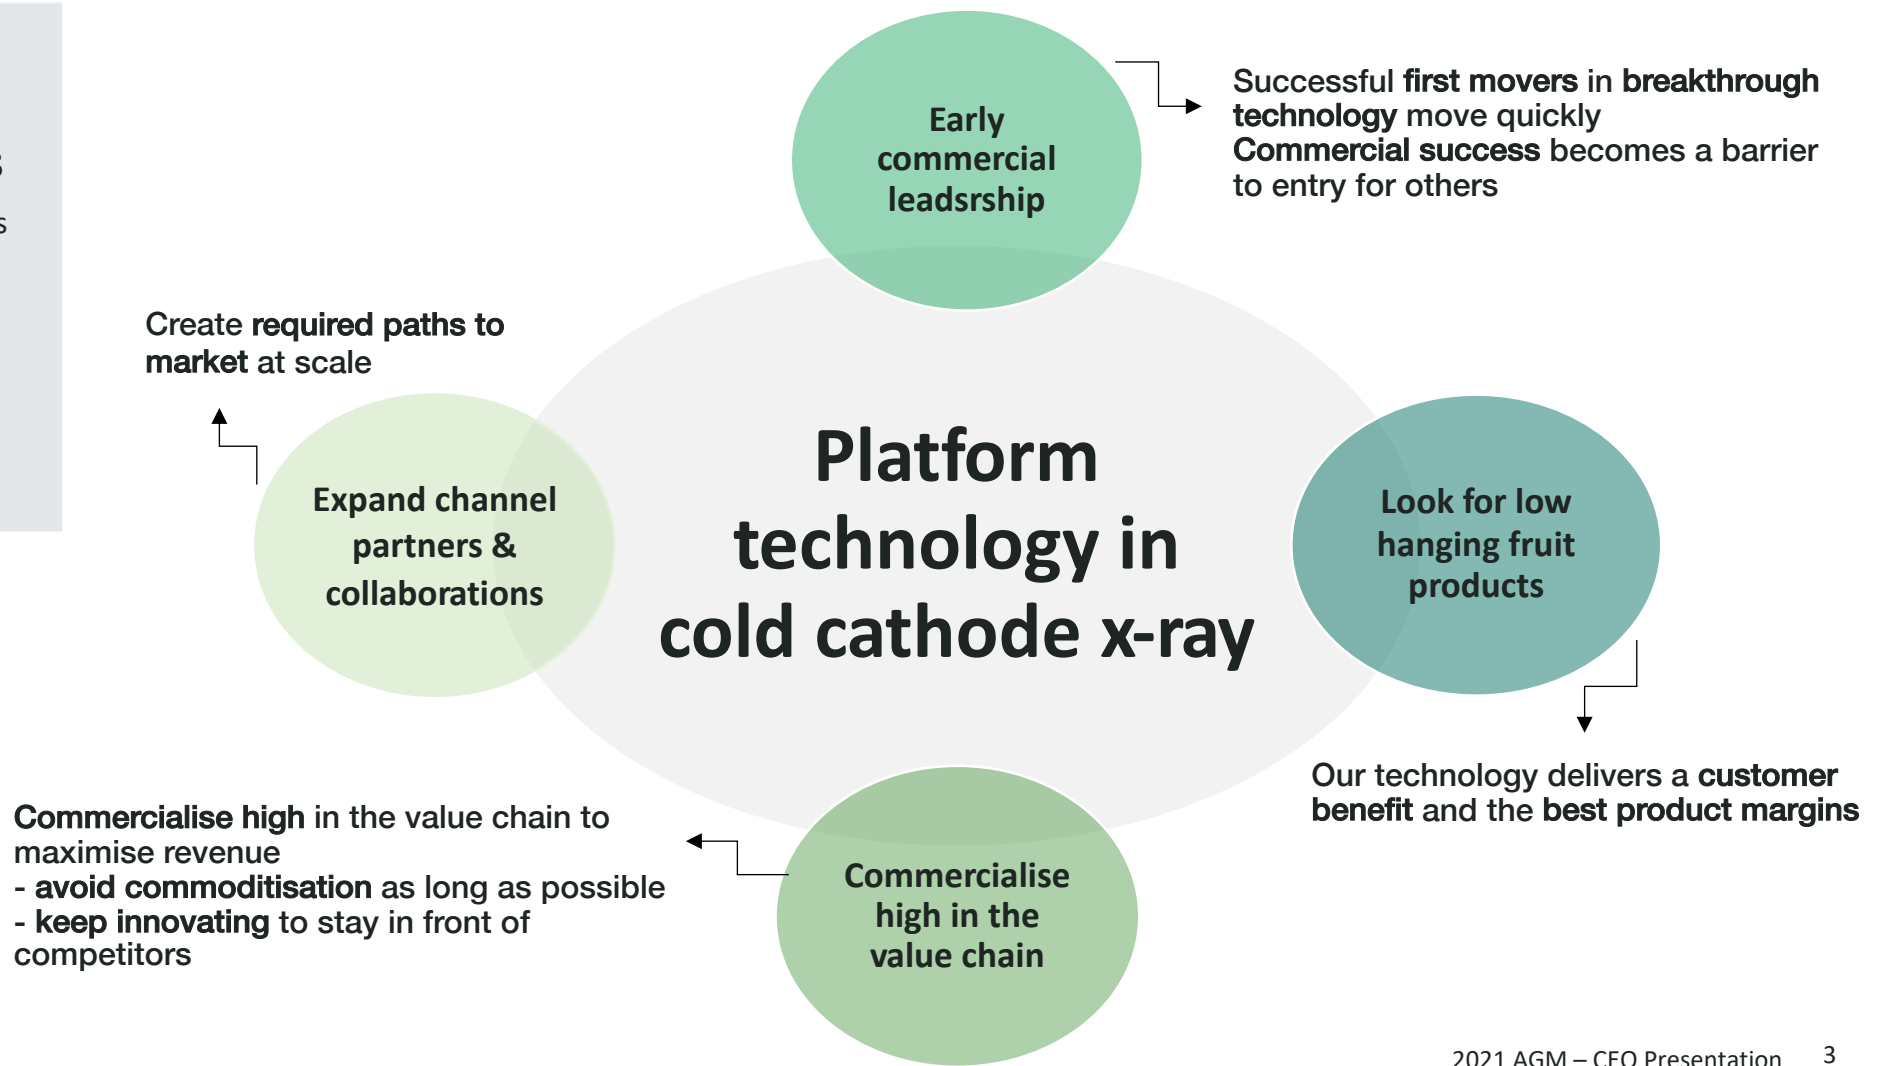 Early
commercial
leadsrship
Successful first movers in breakthrough
technology move quickly
Commercial success becomes a barrier
to entry for others
Create required paths to
market at scale
Expand channel
partners &
collaborations
Platform
technology in
cold cathode x-ray
Look for low
hanging fruit
products
Our technology delivers a customer
benefit and the best product margins
Commercialise high in the value chain to
maximise revenue
- avoid commoditisation as long as possible
- keep innovating to stay in front of
competitors
Commercialise
high in the
value chain
2021 AGM – CEO Presentation 3